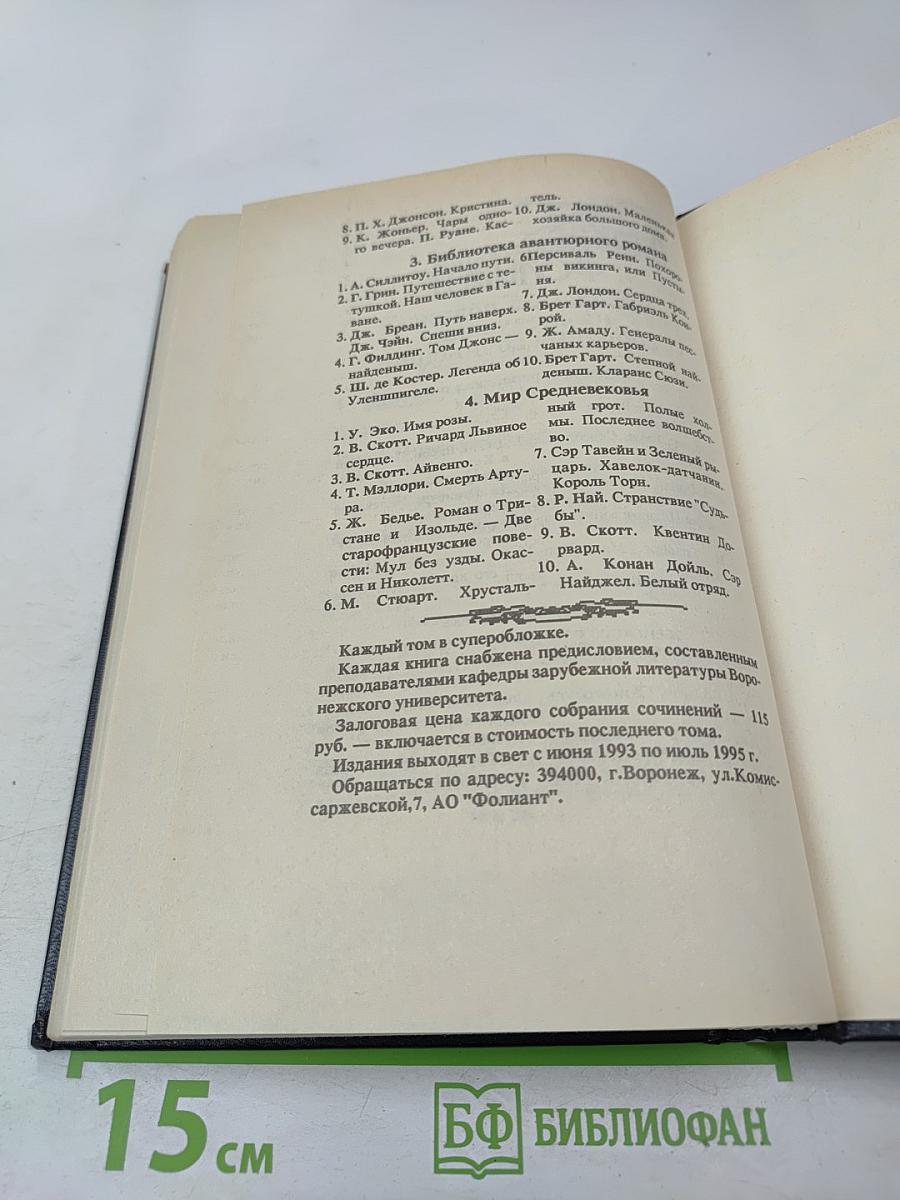 8. П. Х. Джонсон. Кристина.
9. К. Жоньер. Чары одно-
го вечера. П. Руане. Кас-
тель.
10. Дж. Лондон. Маленькая
хозяйка большого дома.
3. Библиотека авантюрного романа
1. А. Силлитоу. Начало пути.
2. Г. Грин. Путешествие с те-
тушкой. Наш человек в Га-
ване.
3. Дж. Бреан. Путь наверх.
Дж. Чэйн. Спеши вниз.
4. Г. Филдинг. Том Джонс —
найденыш.
5. Ш. де Костер. Легенда об
Уленшпигеле.
6Персиваль Ренн. Похоро-
ны викинга, или Пусты-
ня.
7. Дж. Лондон. Сердца трех.
8. Брет Гарт. Габриэль Кон-
рой.
9. Ж. Амаду. Генералы пес-
чаных карьеров.
10. Брет Гарт. Степной най-
деныш. Кларанс Сюзи.
4. Мир Средневековья
1. У. Эко. Имя розы.
2. В. Скотт. Ричард Львиное
сердце.
3. В. Скотт. Айвенго.
4. Т. Мэллори. Смерть Арту-
ра.
5. Ж. Бедье. Роман о Три-
стане и Изольде. — Две
старофранцузские пове-
сти: Мул без узды. Окас-
сен и Николетт.
6. М. Стюарт. Хрусталь-
ный грот. Полые хол-
мы. Последнее волшебст-
во.
7. Сэр Тавейн и Зеленый ры-
царь. Хавелок-датчанин.
Король Торн.
8. Р. Най. Странствие "Судь-
бы".
9. В. Скотт. Квентин До-
рвард.
10. А. Конан Дойль. Сэр
Найджел. Белый отряд.
Каждый том в суперобложке.
Каждая книга снабжена предисловием, составленным
преподавателями кафедры зарубежной литературы Воро-
нежского университета.
Залоговая цена каждого собрания сочинений — 115
руб. — включается в стоимость последнего тома.
Издания выходят в свет с июня 1993 по июль 1995 г.
Обращаться по адресу: 394000, г.Воронеж, ул.Комис-
саржевской,7, АО "Фолиант".
15 см
БФ БИБЛИОФАН